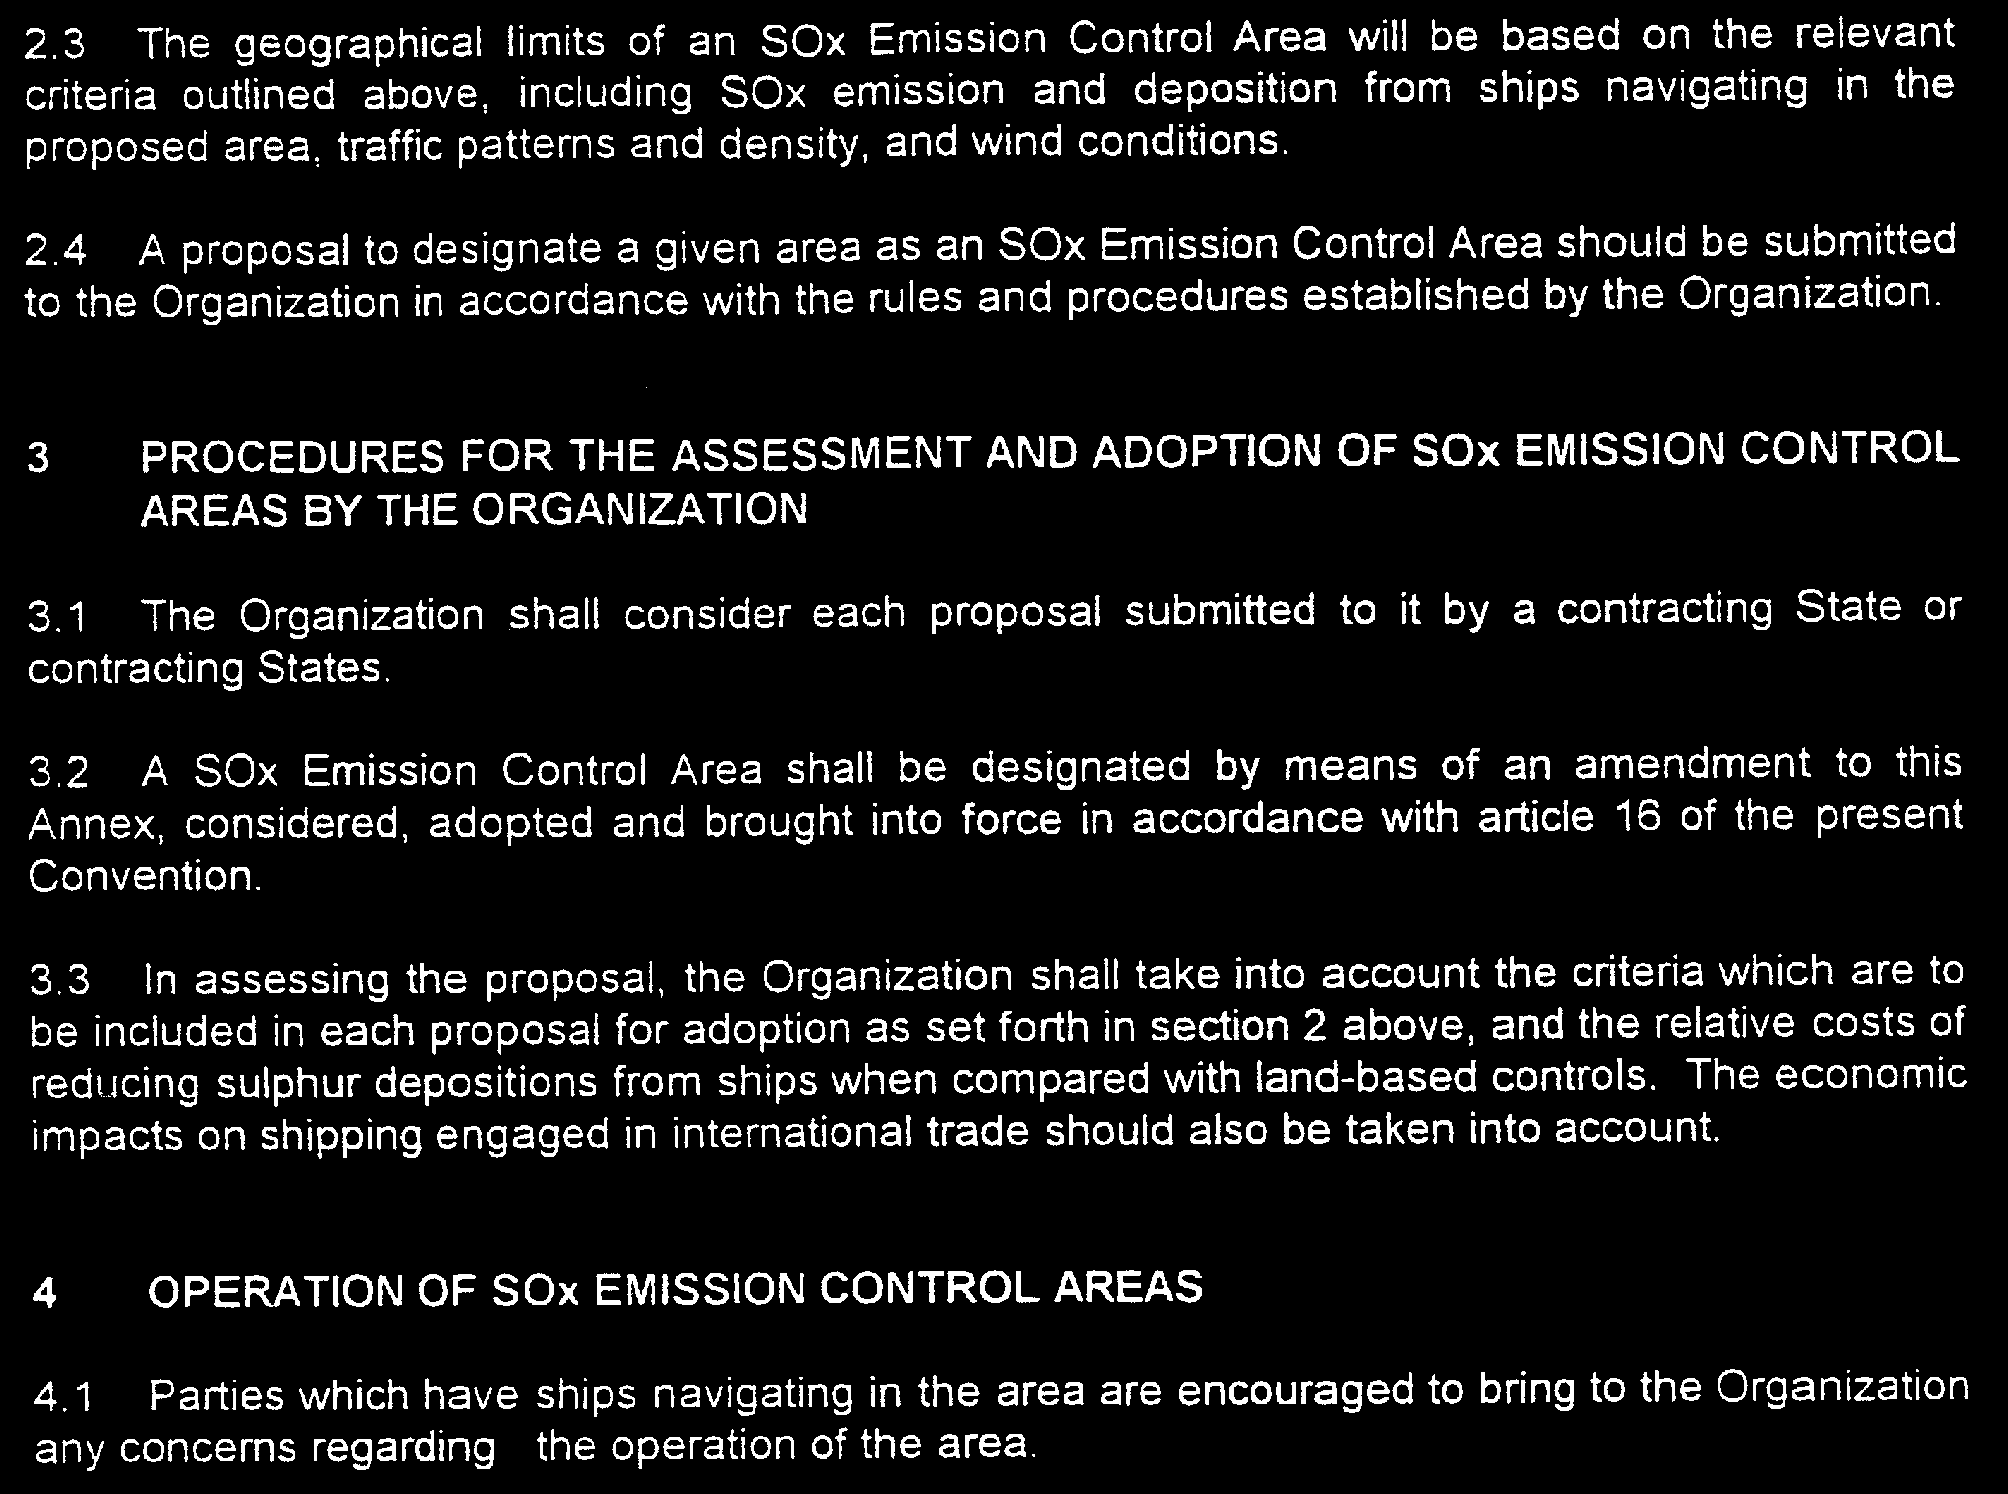 2.3 The geographical limits of an SOx Emission Control Area will be based on the relevant
criteria outlined above, including SOx emission and deposition from ships navigating in the
proposed area, traffic patterns and density, and wind conditions.
2.4 A proposal to designate a given area as an SOx Emission Control Area should be submitted
to the Organization in accordance with the rules and procedures established by the Organization.
3 PROCEDURES FOR THE ASSESSMENT AND ADOPTION OF SOx EMISSION CONTROL
AREAS BY THE ORGANIZATION
3.1 The Organization shall consider each proposal submitted to it by a contracting State or
contracting States.
3.2 A SOx Emission Control Area shall be designated by means of an amendment to this
Annex, considered, adopted and brought into force in accordance with article 16 of the present
Convention.
3.3 In assessing the proposal, the Organization shall take into account the criteria which are to
be included in each proposal for adoption as set forth in section 2 above, and the relative costs of
reducing sulphur depositions from ships when compared with land-based controls. The economic
impacts on shipping engaged in international trade should also be taken into account.
4 OPERATION OF SOx EMISSION CONTROL AREAS
4.1 Parties which have ships navigating in the area are encouraged to bring to the Organization
any concerns regarding the operation of the area.